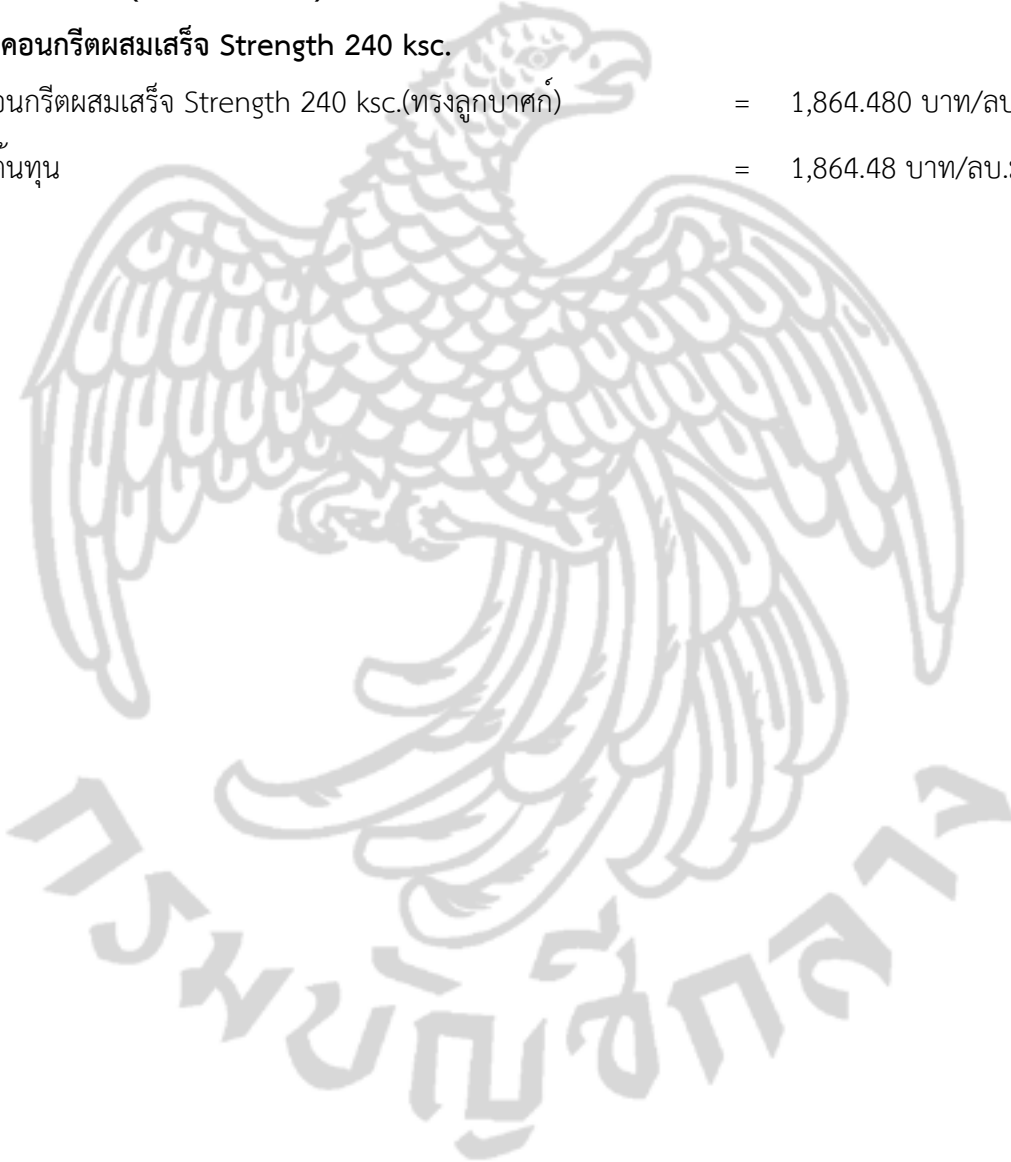 คอนกรีตผสมเสร็จ Strength 240 ksc.
อนกรีตผสมเสร็จ Strength 240 ksc.(ทรงลูกบาศก์) = 1,864.480 บาท/ลบ
ต้นทุน = 1,864.48 บาท/ลบ.
กรมบัญชีกลาง